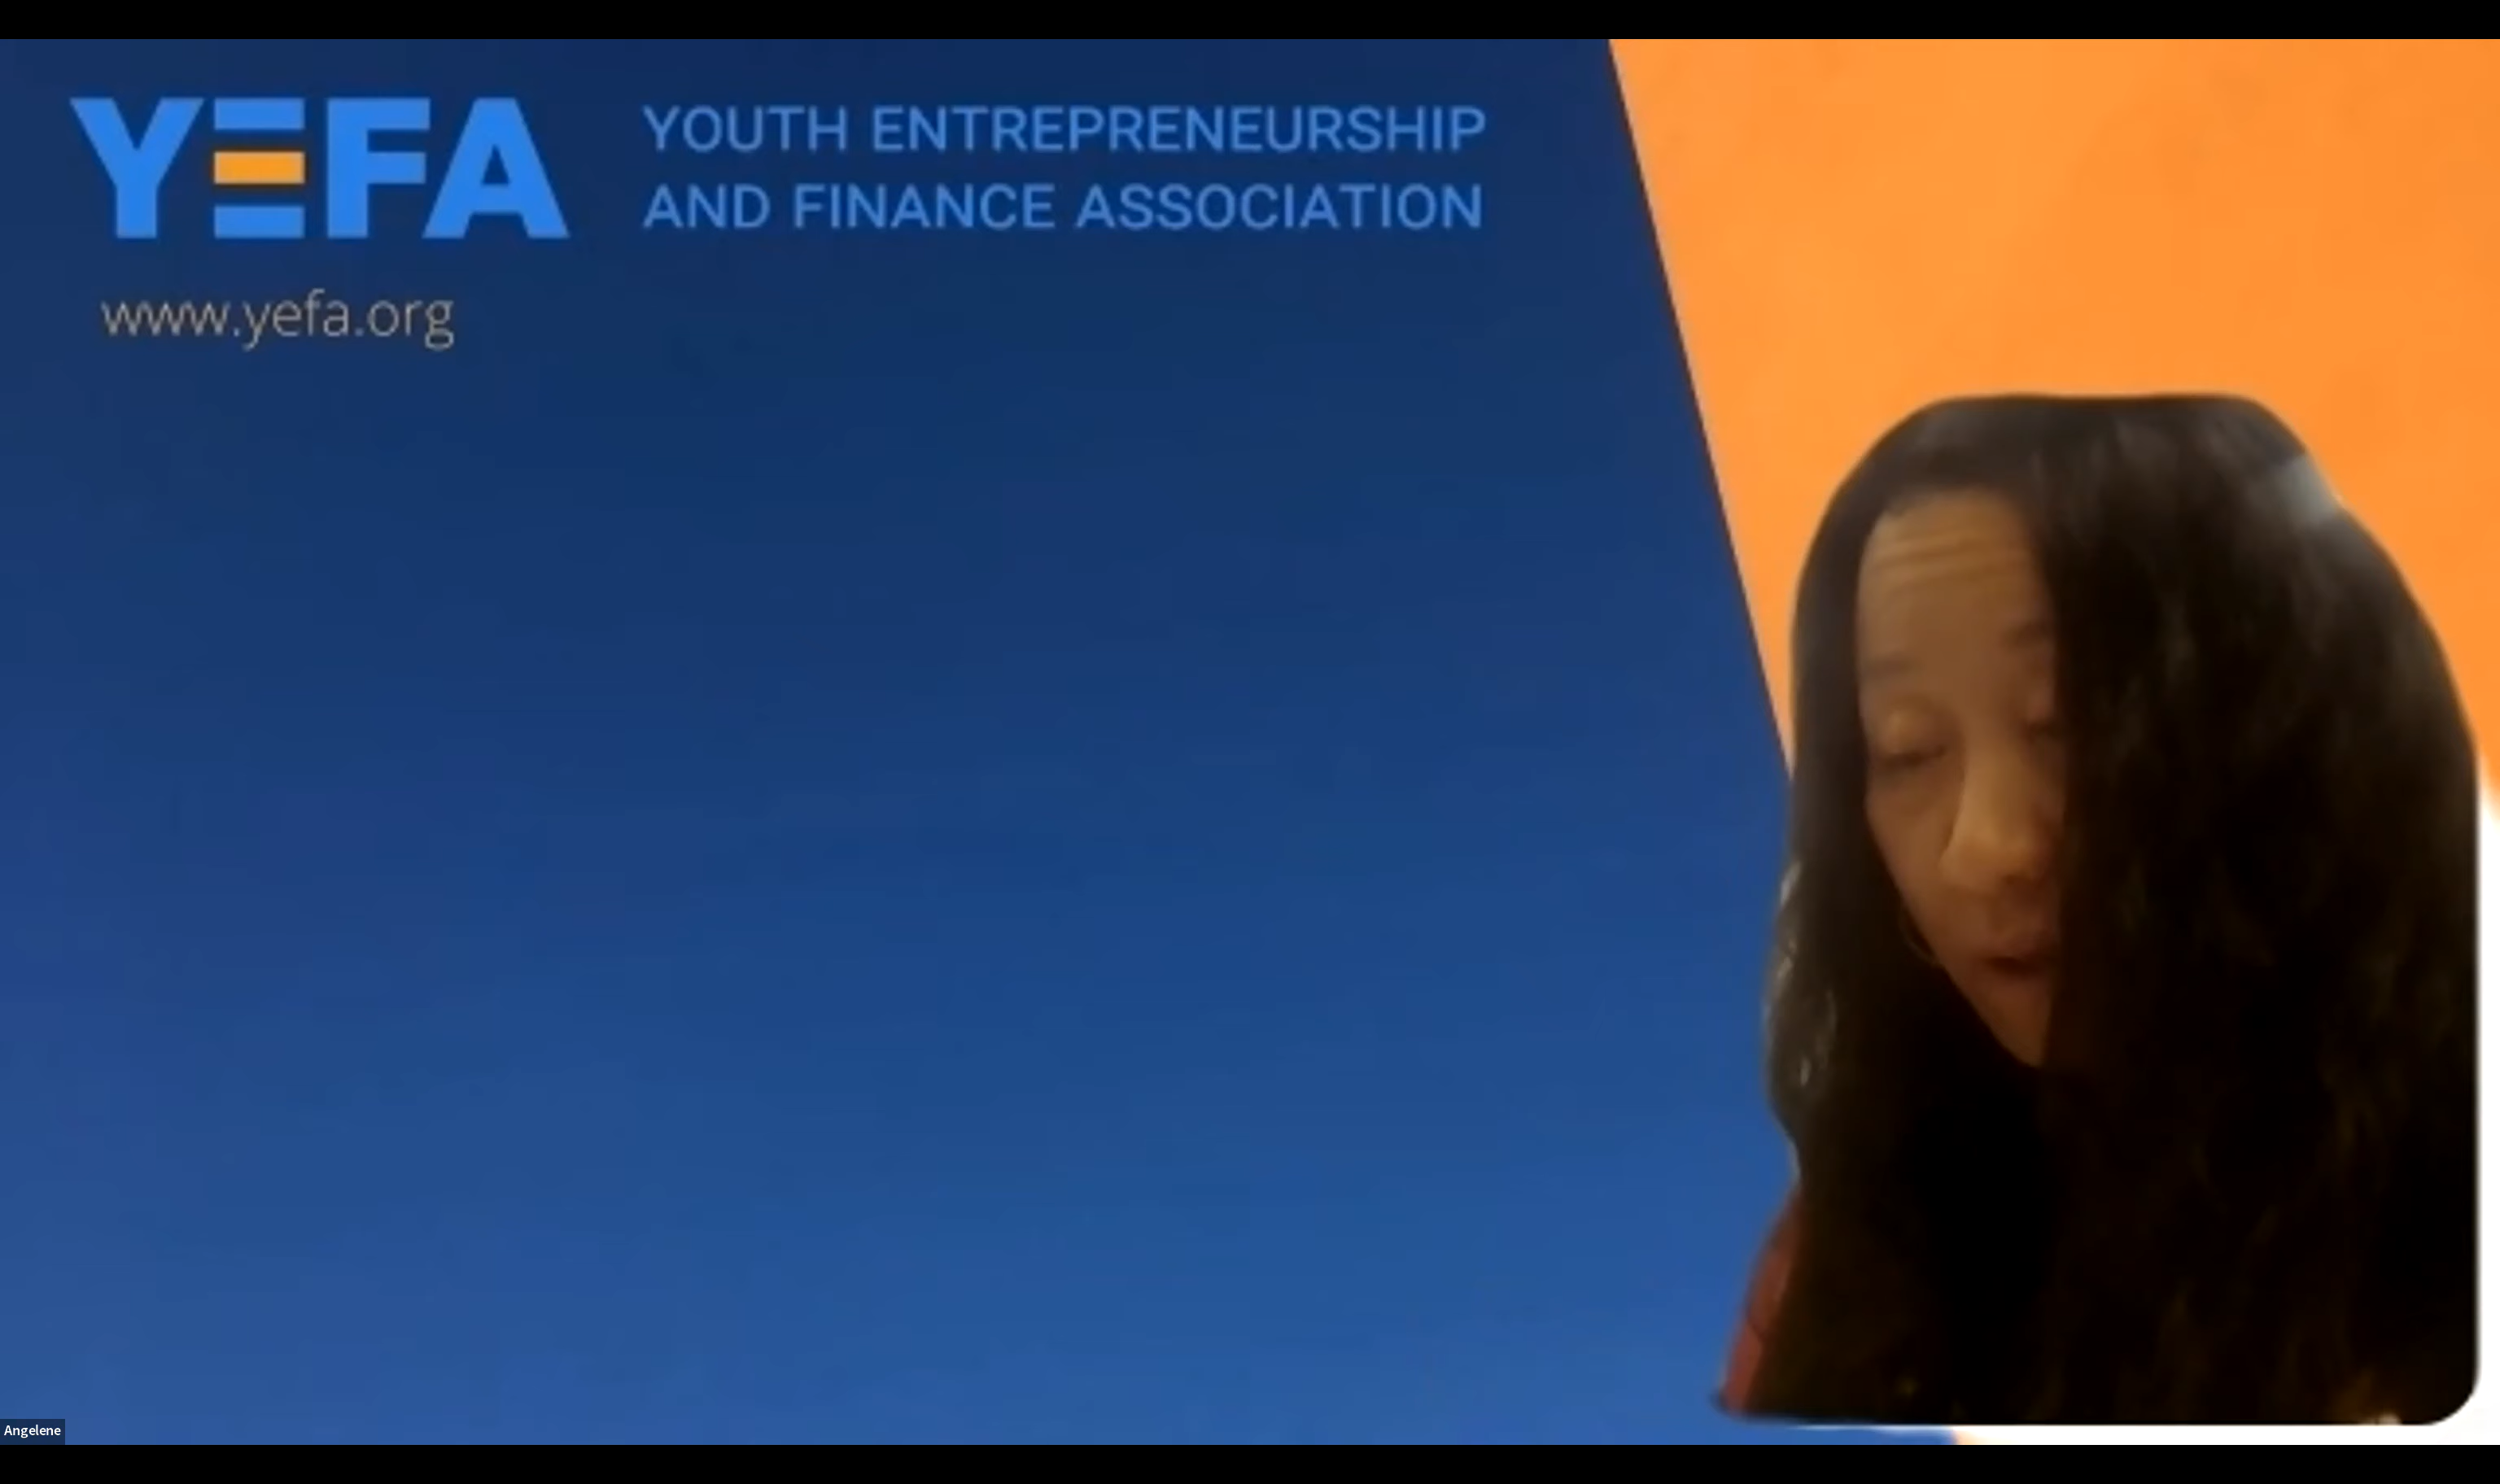 YEFA
YOUTH ENTREPRENEURSHIP
AND FINANCE ASSOCIATION
www.yefa.org
Angelene